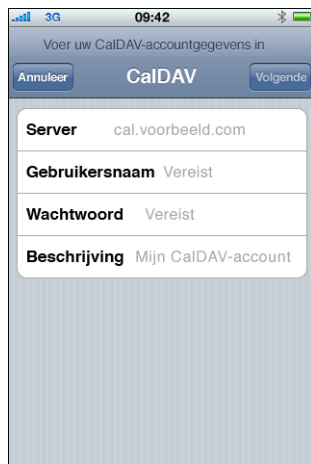 3G 09:42
Voer uw CalDAV-accountgegevens in
Annuleer CalDAV Volgende
Server cal.voorbeeld.com
Gebruikersnaam Vereist
Wachtwoord Vereist
Beschrijving Mijn CalDAV-account